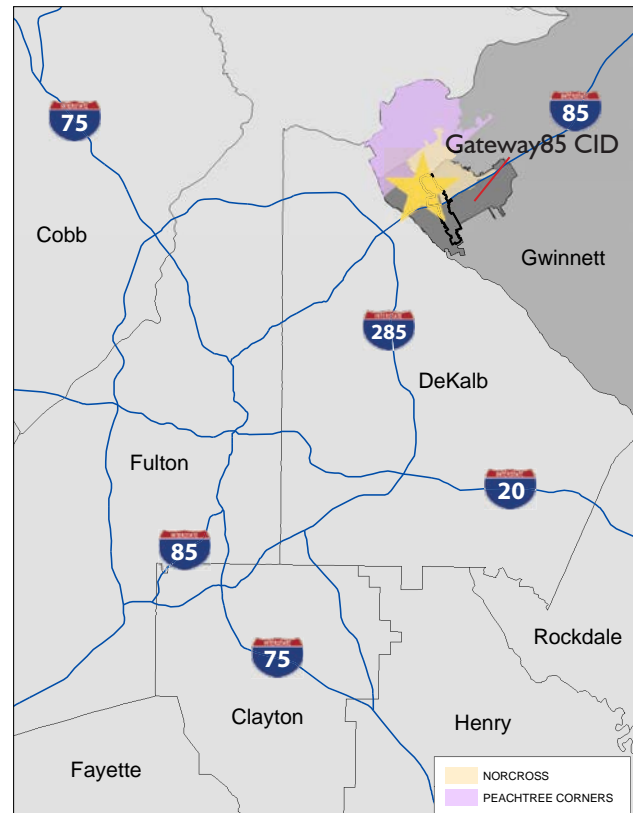 75
85
Gateway85 CID
Cobb
Gwinnett
285
DeKalb
Fulton
20
85
Rockdale
75
Clayton
Henry
Fayette
NORCROSS
PEACHTREE CORNERS